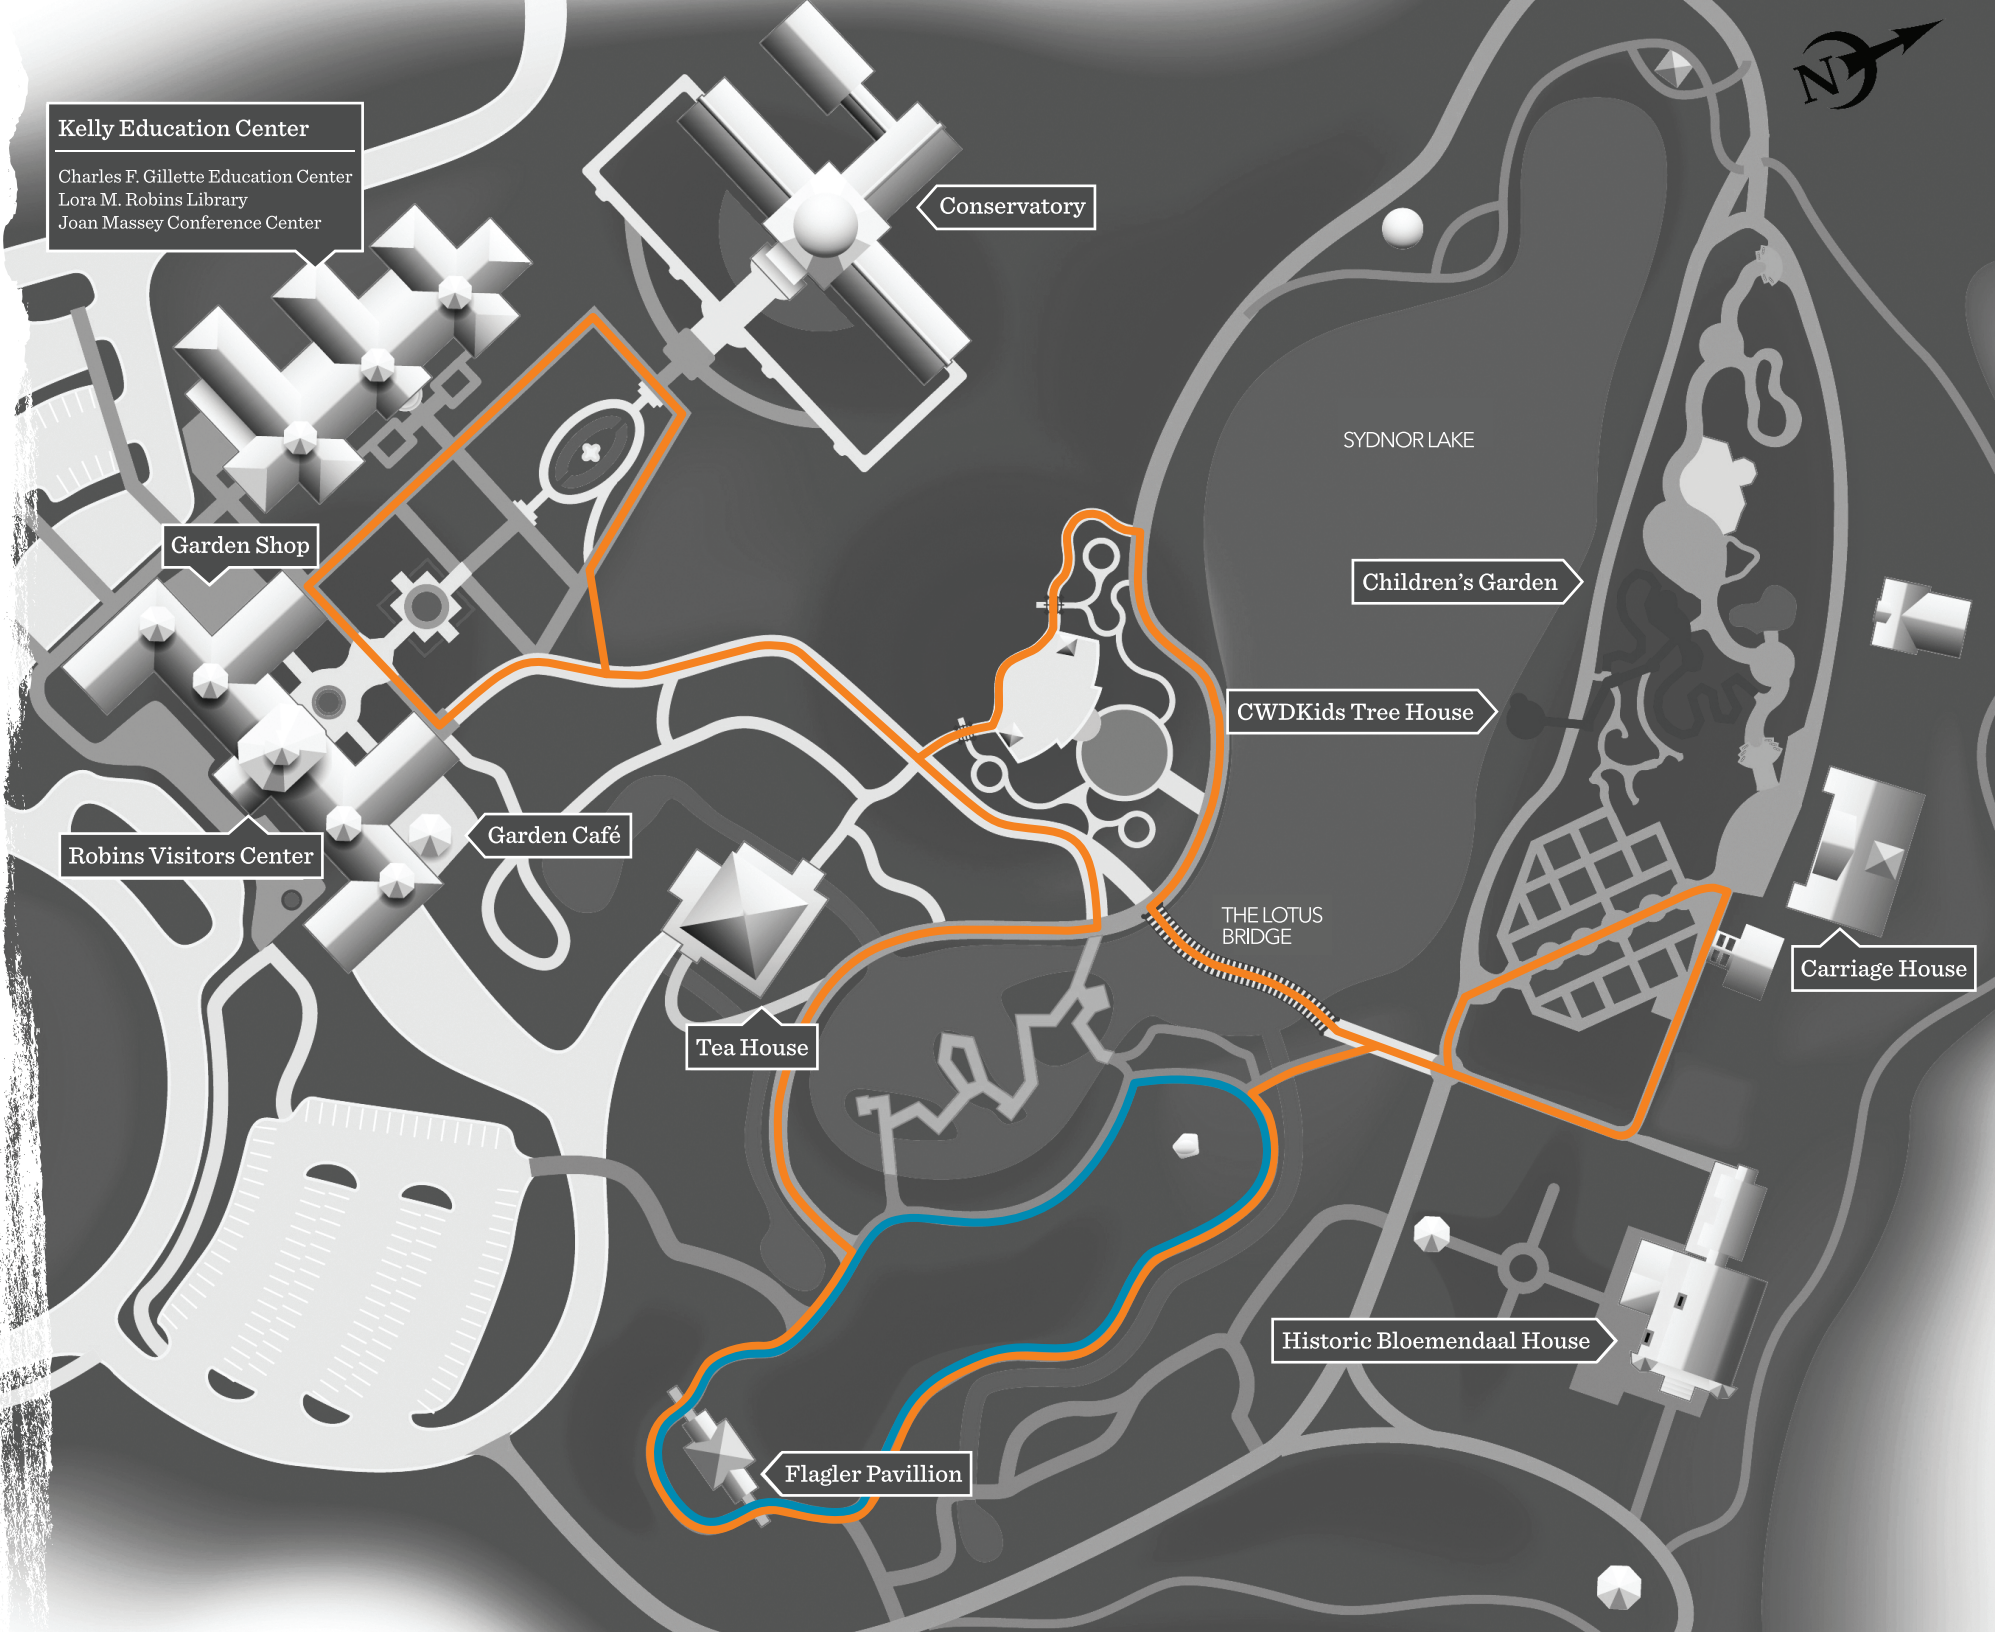 N
Kelly Education Center
Charles F. Gillette Education Center
Lora M. Robins Library
Joan Massey Conference Center
Conservatory
SYDNOR LAKE
Garden Shop
Children's Garden
CWDKids Tree House
Garden Café
Robins Visitors Center
THE LOTUS
BRIDGE
Carriage House
Tea House
Historic Bloemendaal House
Flagler Pavillion